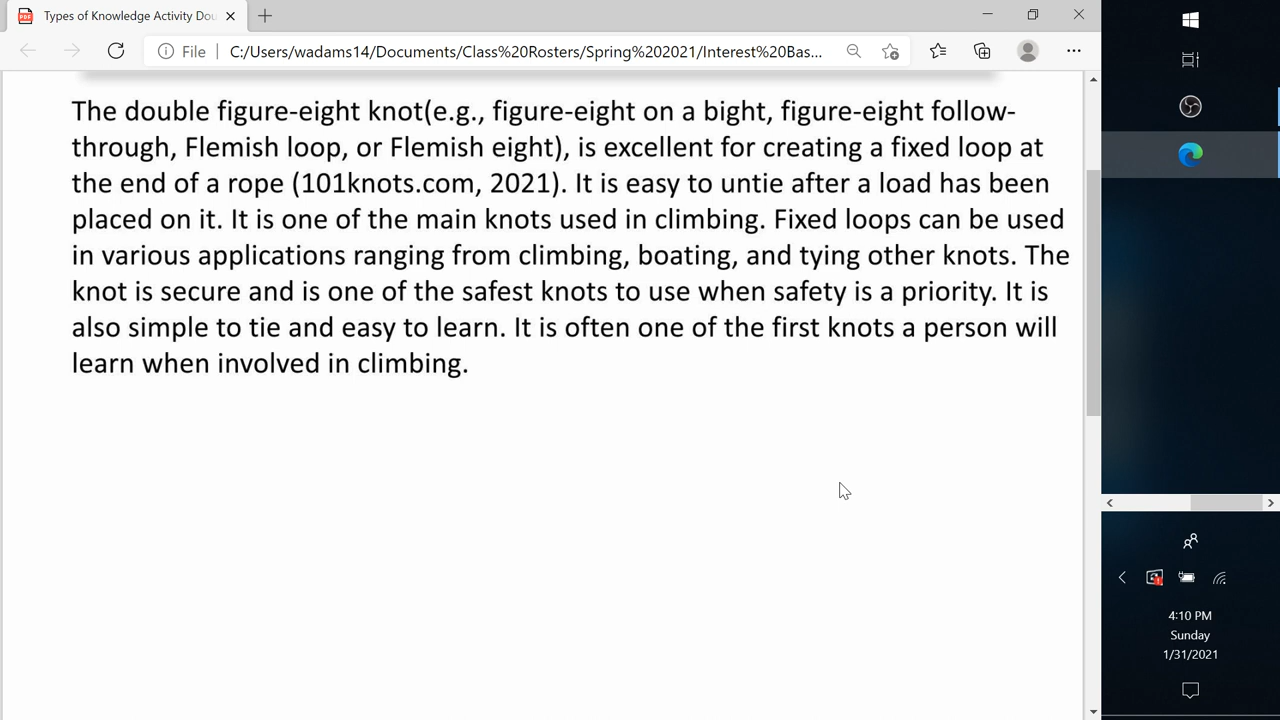 Types of Knowledge Activity Dou
File
C:/Users/wadams14/Documents/Class%20Rosters/Spring%202021/Interest%20Bas...
The double figure-eight knot(e.g., figure-eight on a bight, figure-eight follow-
through, Flemish loop, or Flemish eight), is excellent for creating a fixed loop at
the end of a rope (101knots.com, 2021). It is easy to untie after a load has been
placed on it. It is one of the main knots used in climbing. Fixed loops can be used
in various applications ranging from climbing, boating, and tying other knots. The
knot is secure and is one of the safest knots to use when safety is a priority. It is
also simple to tie and easy to learn. It is often one of the first knots a person will
learn when involved in climbing.
4:10 PM
Sunday
1/31/2021